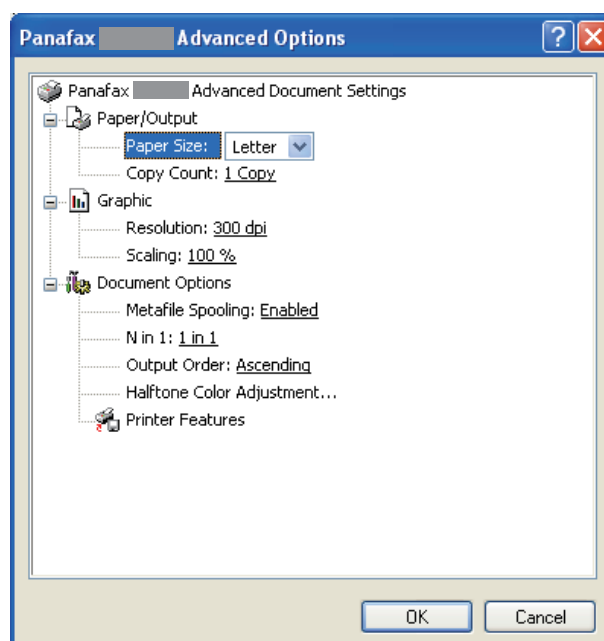 Panafax Advanced Options
Panafax Advanced Document Settings
Paper/Output
Paper Size: Letter
Copy Count: 1 Copy
Graphic
Resolution: 300 dpi
Scaling: 100 %
Document Options
Metafile Spooling: Enabled
N in 1: 1 in 1
Output Order: Ascending
Halftone Color Adjustment...
Printer Features
OK Cancel